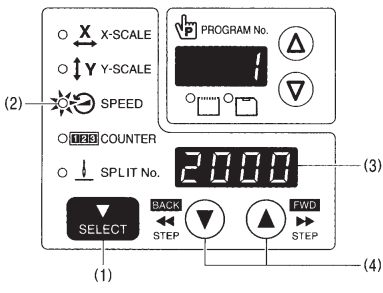 X X-SCALE
PROGRAM No.
P
Y Y-SCALE
1
(2)
SPEED
123 COUNTER
2000
(3)
SPLIT No.
SELECT
BACK
STEP
FWD
STEP
(1)
(4)